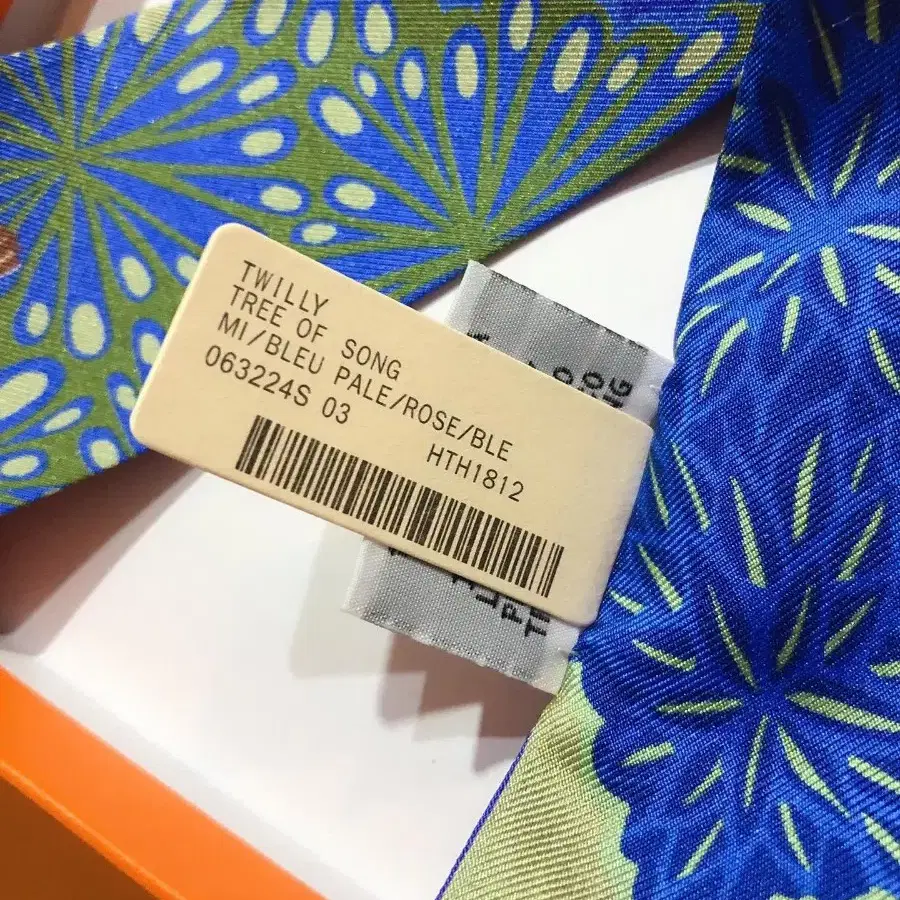 TWILLY
TREE OF SONG
MI/BLEU PALE/ROSE/BLE
063224S 03
HTH1812